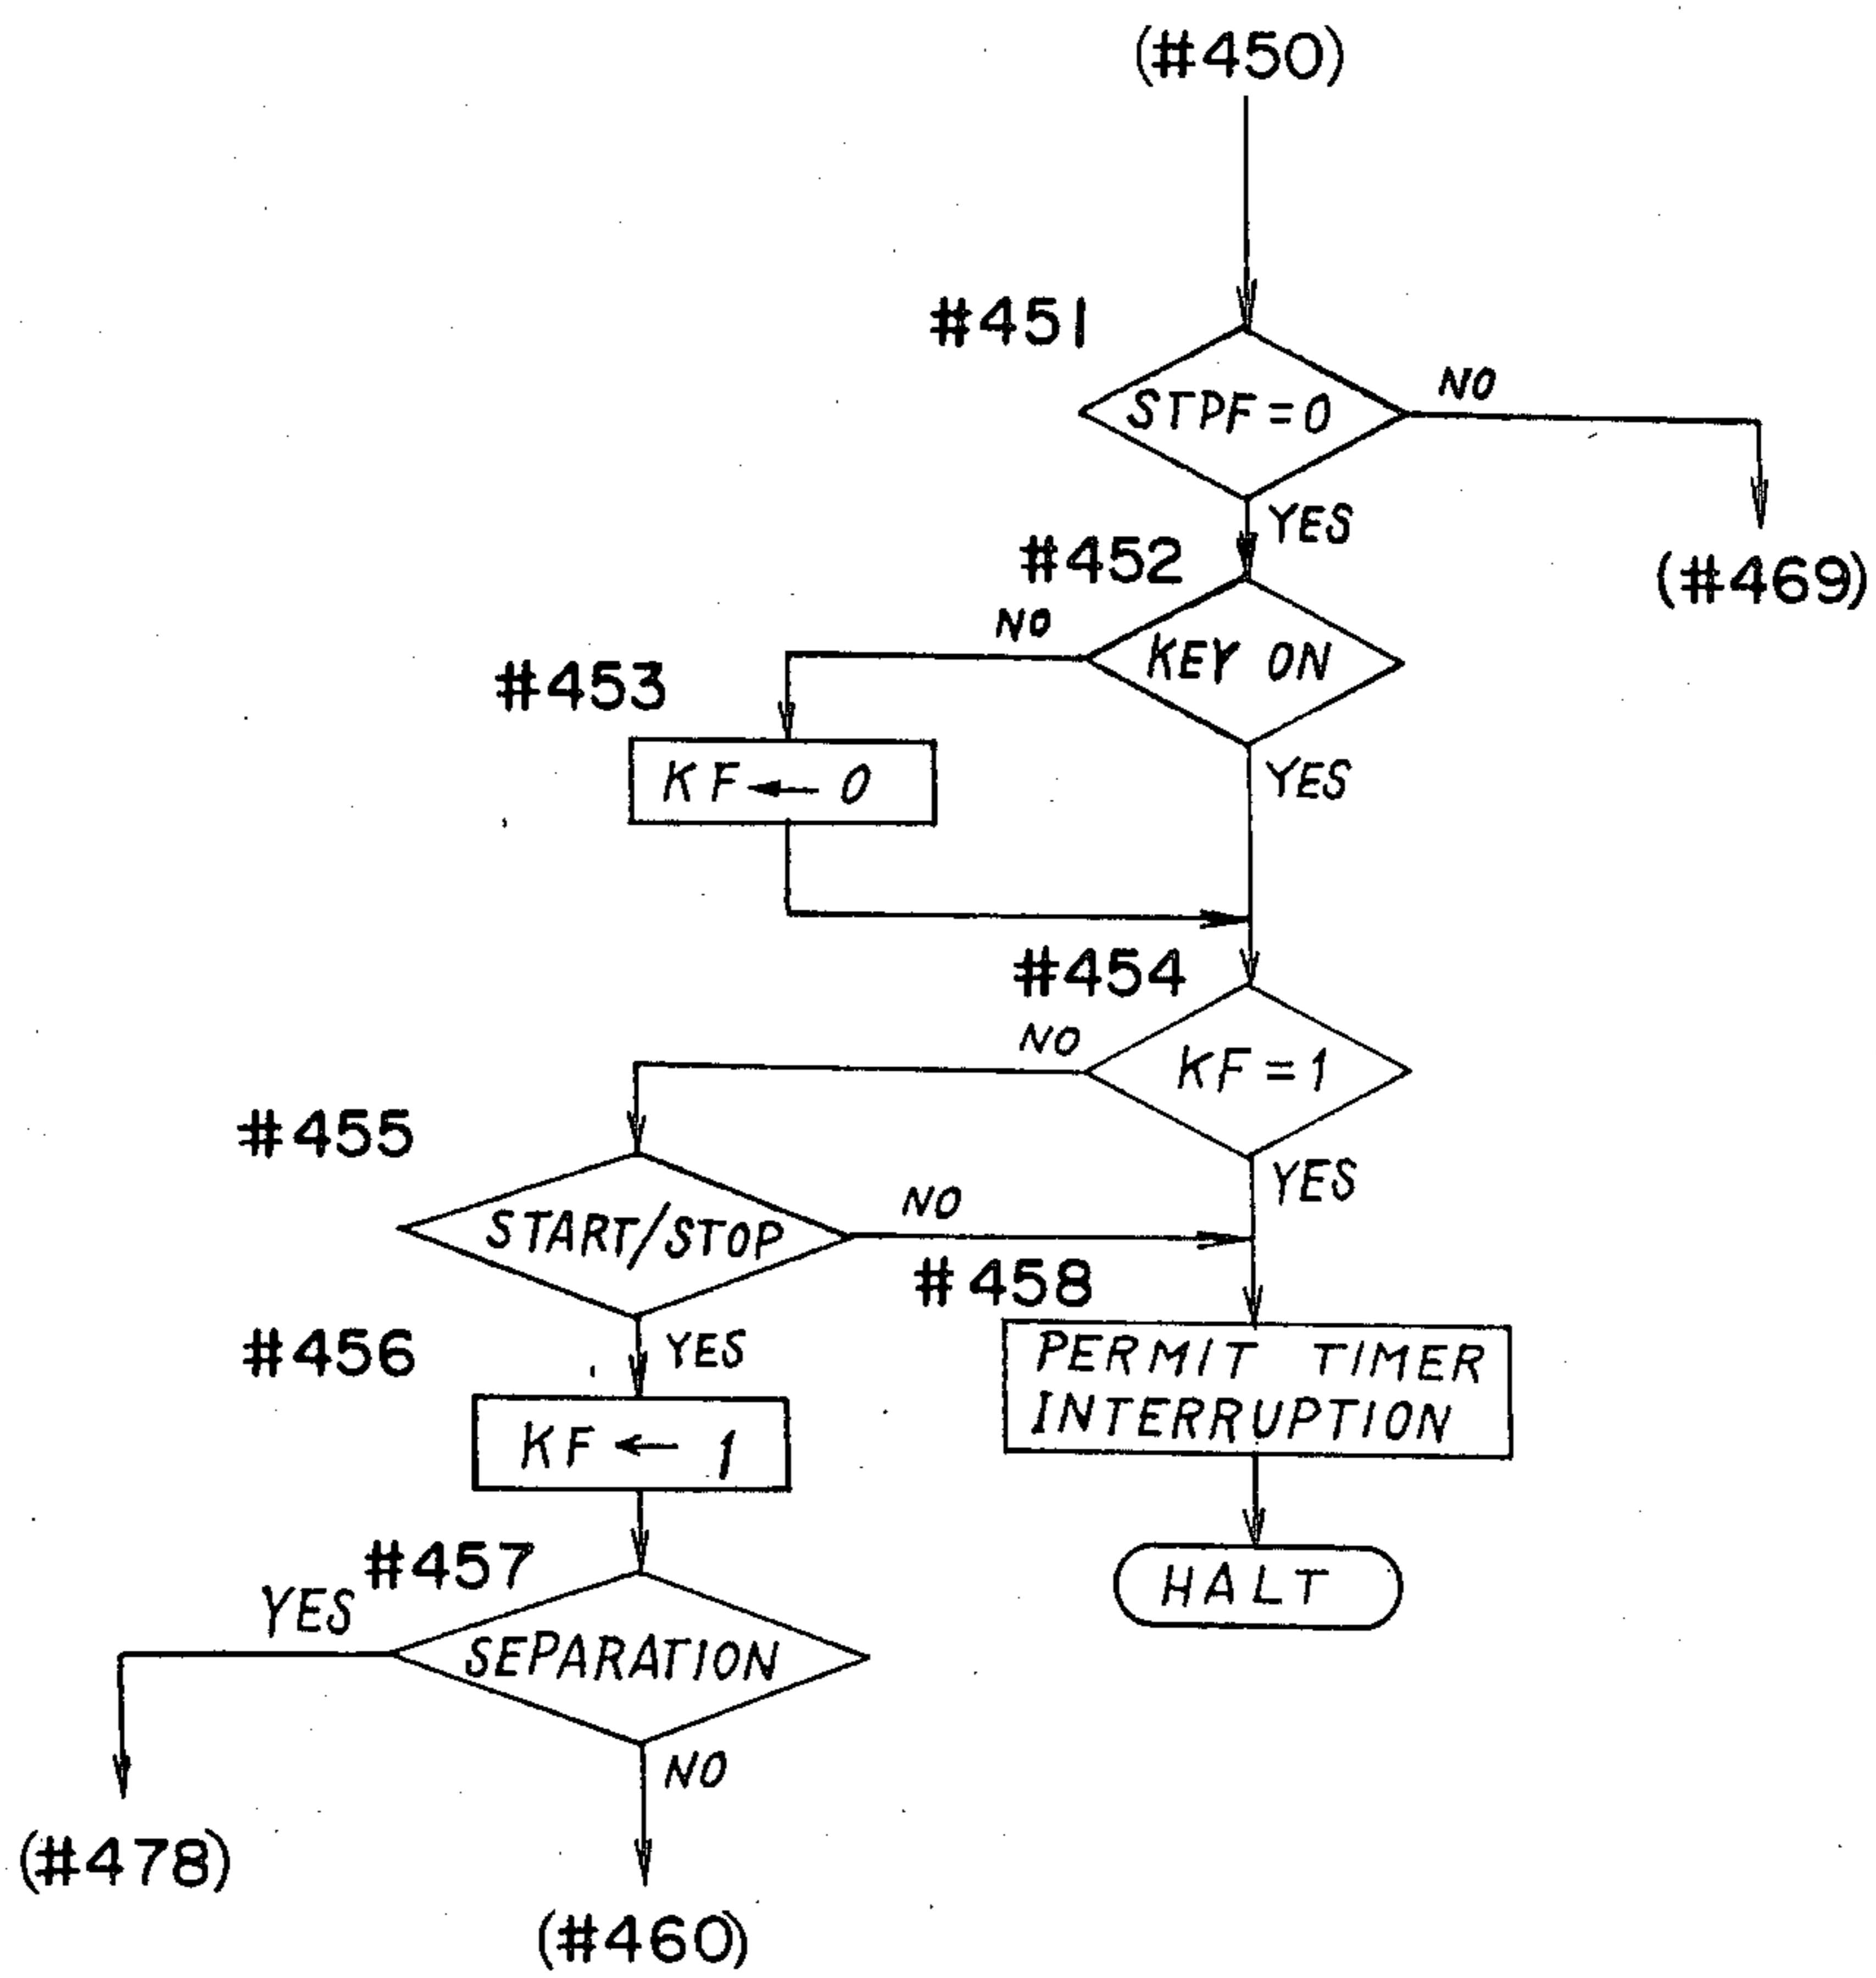 (#450)
#451
STPF=0
NO
YES
(#469)
#452
NO
KEY ON
YES
#453
KF ← 0
#454
NO
KF=1
YES
#455
START/STOP
NO
YES
#458
PERMIT TIMER
INTERRUPTION
HALT
#456
KF ← 1
#457
YES
SEPARATION
NO
(#478)
(#460)